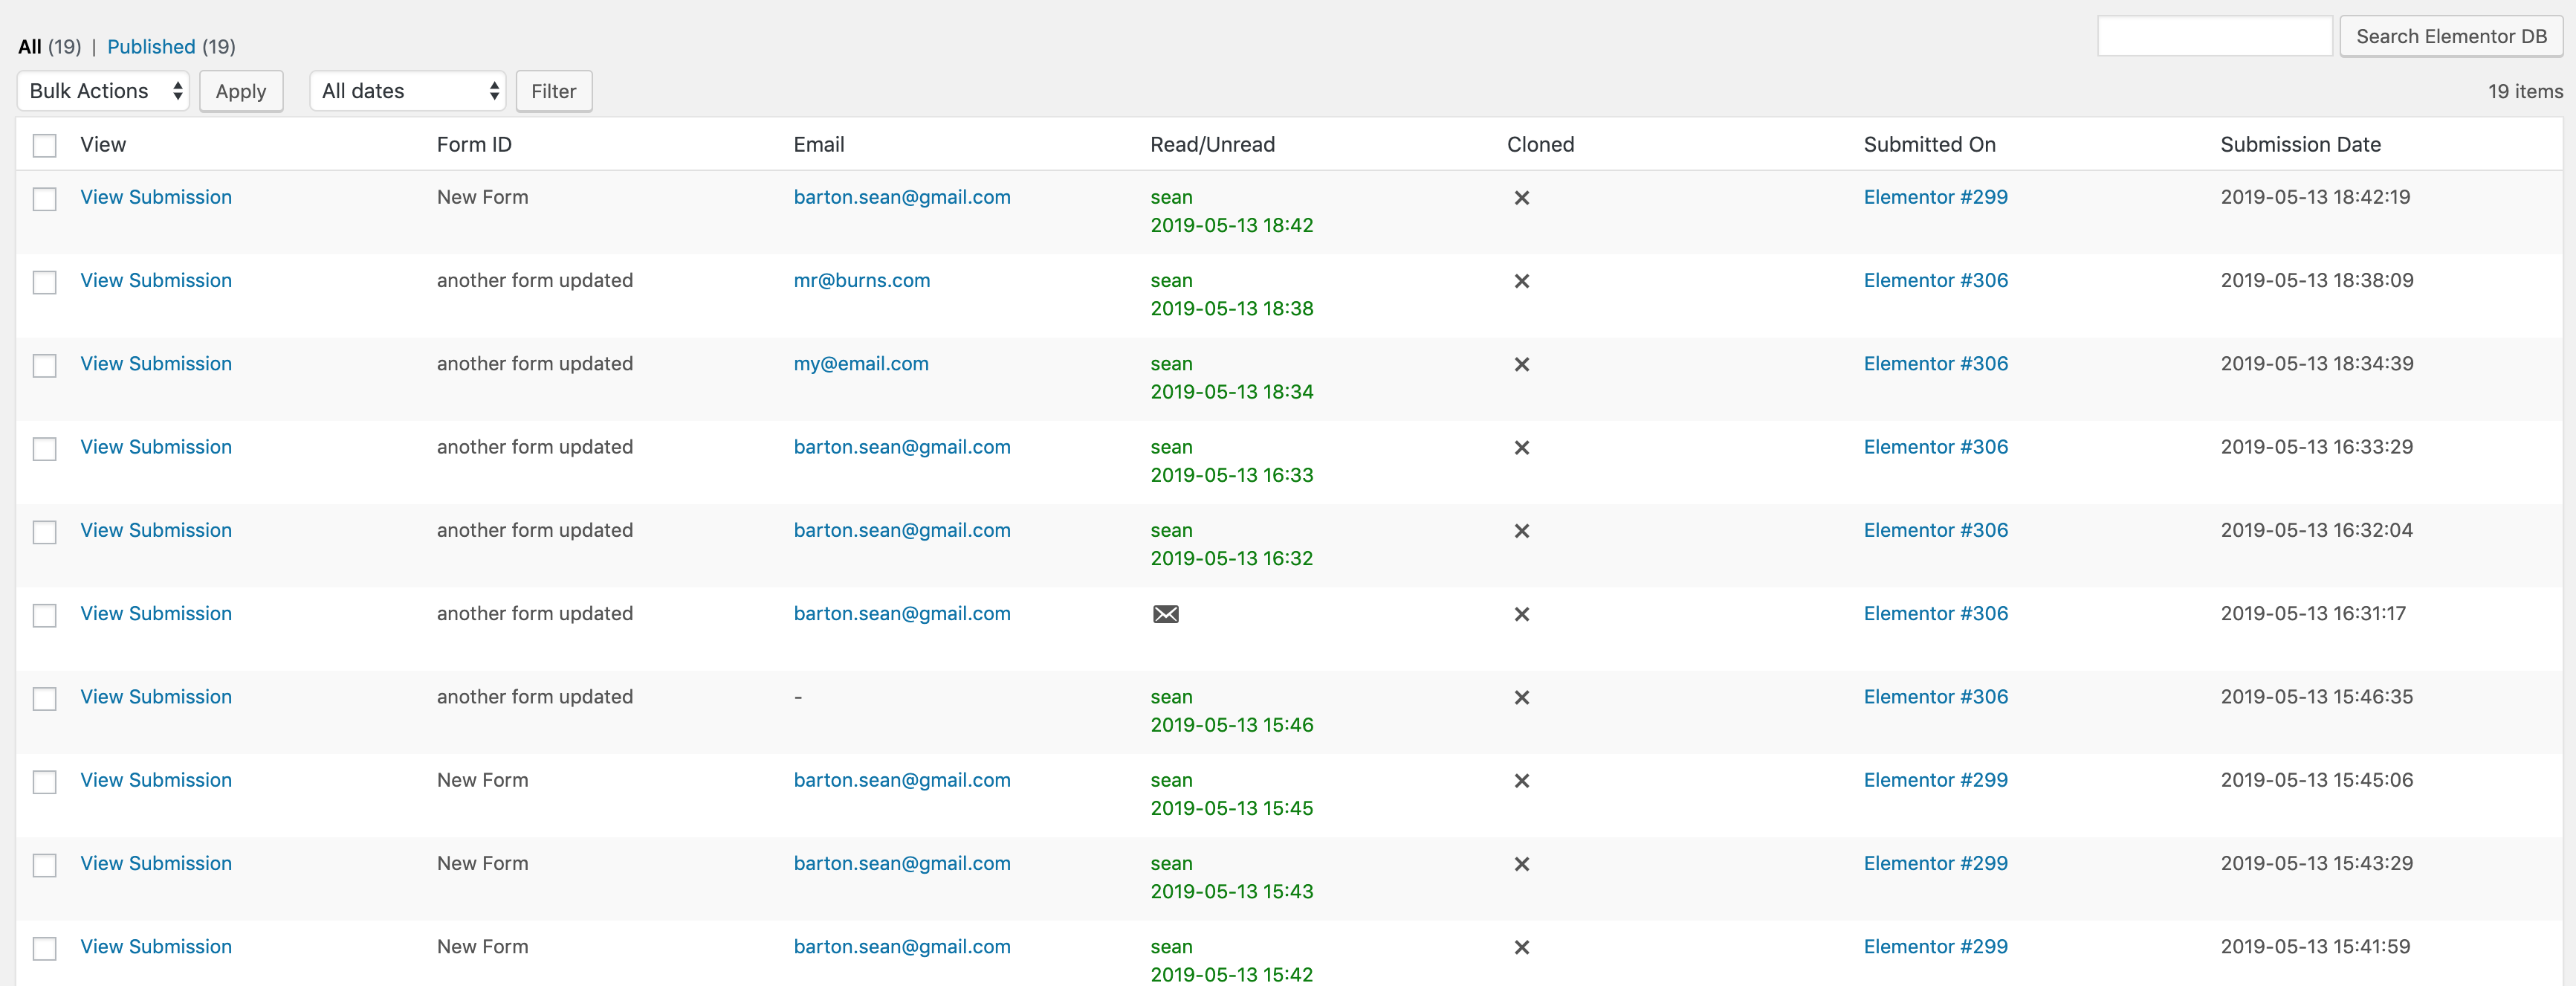 Search Elementor DB
All (19) | Published (19)
Bulk Actions Apply All dates Filter 19 items
View Form ID Email Read/Unread Cloned Submitted On Submission Date
View Submission New Form barton.sean@gmail.com sean Elementor #299 2019-05-13 18:42:19
2019-05-13 18:42
View Submission another form updated mr@burns.com sean Elementor #306 2019-05-13 18:38:09
2019-05-13 18:38
View Submission another form updated my@email.com sean Elementor #306 2019-05-13 18:34:39
2019-05-13 18:34
View Submission another form updated barton.sean@gmail.com sean Elementor #306 2019-05-13 16:33:29
2019-05-13 16:33
View Submission another form updated barton.sean@gmail.com sean Elementor #306 2019-05-13 16:32:04
2019-05-13 16:32
View Submission another form updated barton.sean@gmail.com Elementor #306 2019-05-13 16:31:17
View Submission another form updated - sean Elementor #306 2019-05-13 15:46:35
2019-05-13 15:46
View Submission New Form barton.sean@gmail.com sean Elementor #299 2019-05-13 15:45:06
2019-05-13 15:45
View Submission New Form barton.sean@gmail.com sean Elementor #299 2019-05-13 15:43:29
2019-05-13 15:43
View Submission New Form barton.sean@gmail.com sean Elementor #299 2019-05-13 15:41:59
2019-05-13 15:42